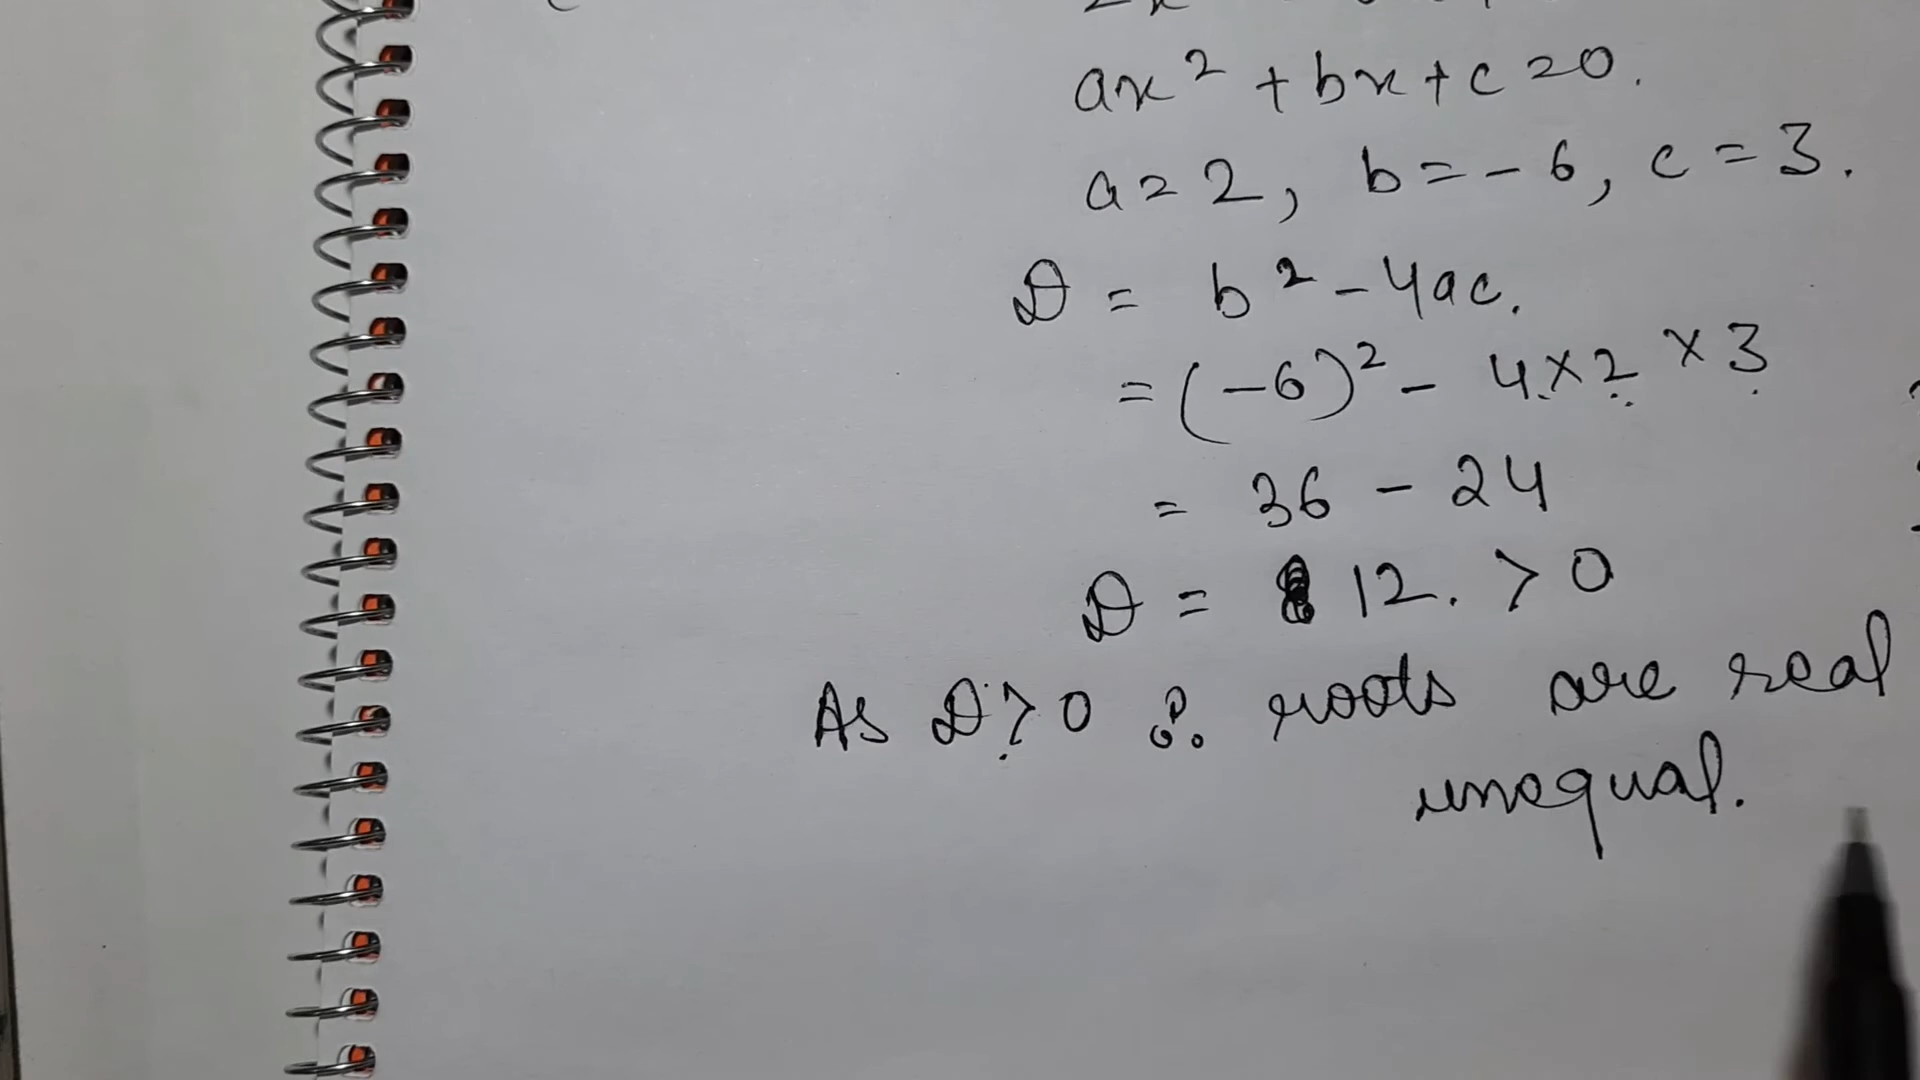 ax² + bx + c = 0.
a = 2, b = - 6, c = 3.
D = b² - 4ac.
= (-6)² - 4 × 2 × 3
= 36 - 24
D = 12. > 0
As D > 0 ∴ roots are real
unequal.